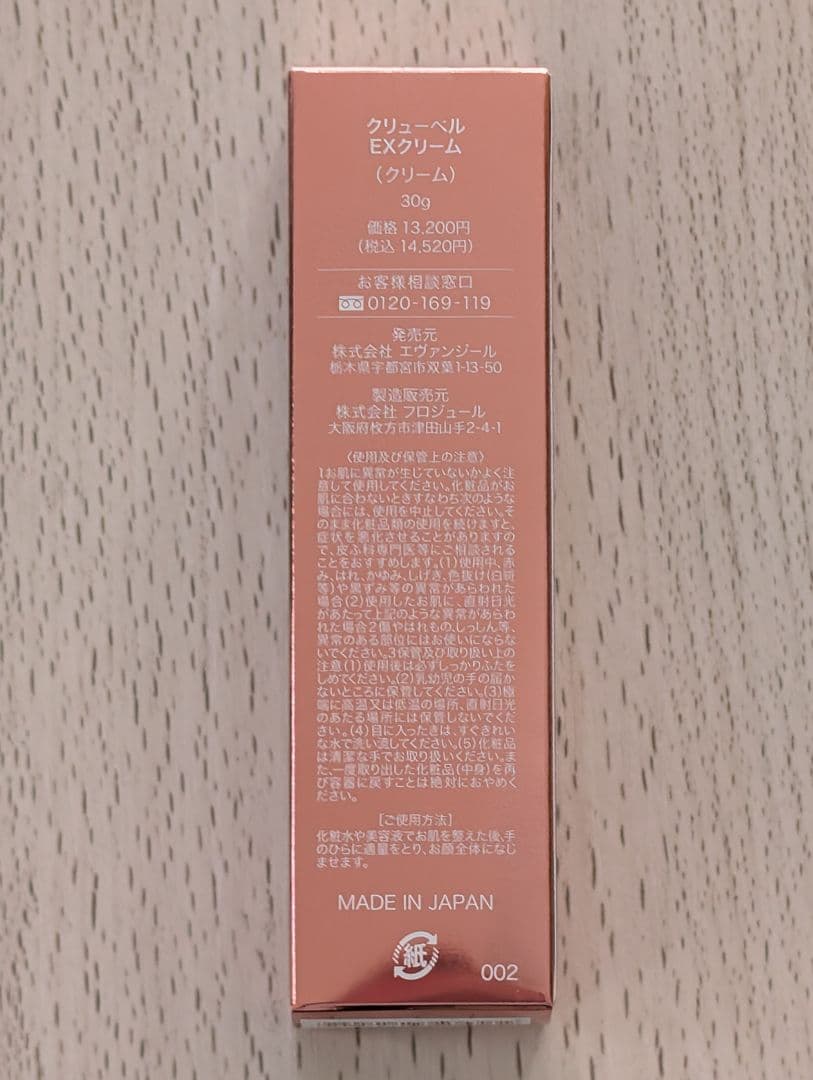 クリューベル
EXクリーム
（クリーム）
30g
価格 13,200円
（税込 14,520円）
お客様相談窓口
0120-169-119
発売元
株式会社 エヴァンジール
栃木県宇都宮市双葉1-13-50
製造販売元
株式会社 フロジュール
大阪府枚方市津田山手2-4-1
〈使用及び保管上の注意〉
1お肌に異常が生じていないかよく注
意して使用してください。化粧品がお
肌に合わないときすなわち次のような
場合には、使用を中止してください。そ
のまま化粧品類の使用を続けますと、
症状を悪化させることがありますの
で、皮ふ科専門医等にご相談される
ことをおすすめします。(1)使用中、赤
み、はれ、かゆみ、しげき、色抜け(白斑
等)や黒ずみ等の異常があらわれた
場合(2)使用したお肌に、直射日光
があたって上記のような異常があらわ
れた場合2傷やはれもの、しっしん等、
異常のある部位にはお使いにならな
いでください。3保管及び取り扱い上の
注意(1)使用後は必ずしっかりふたを
しめてください。(2)乳幼児の手の届か
ないところに保管してください。(3)極
端に高温又は低温の場所、直射日光
のあたる場所には保管しないでくだ
さい。(4)目に入ったときは、すぐきれい
な水で洗い流してください。(5)化粧品
は清潔な手でお取り扱いください。ま
た、一度取り出した化粧品(中身)を再
び容器に戻すことは絶対におやめく
ださい。
［ご使用方法］
化粧水や美容液でお肌を整えた後、手
のひらに適量をとり、お顔全体になじ
ませます。
MADE IN JAPAN
紙
002